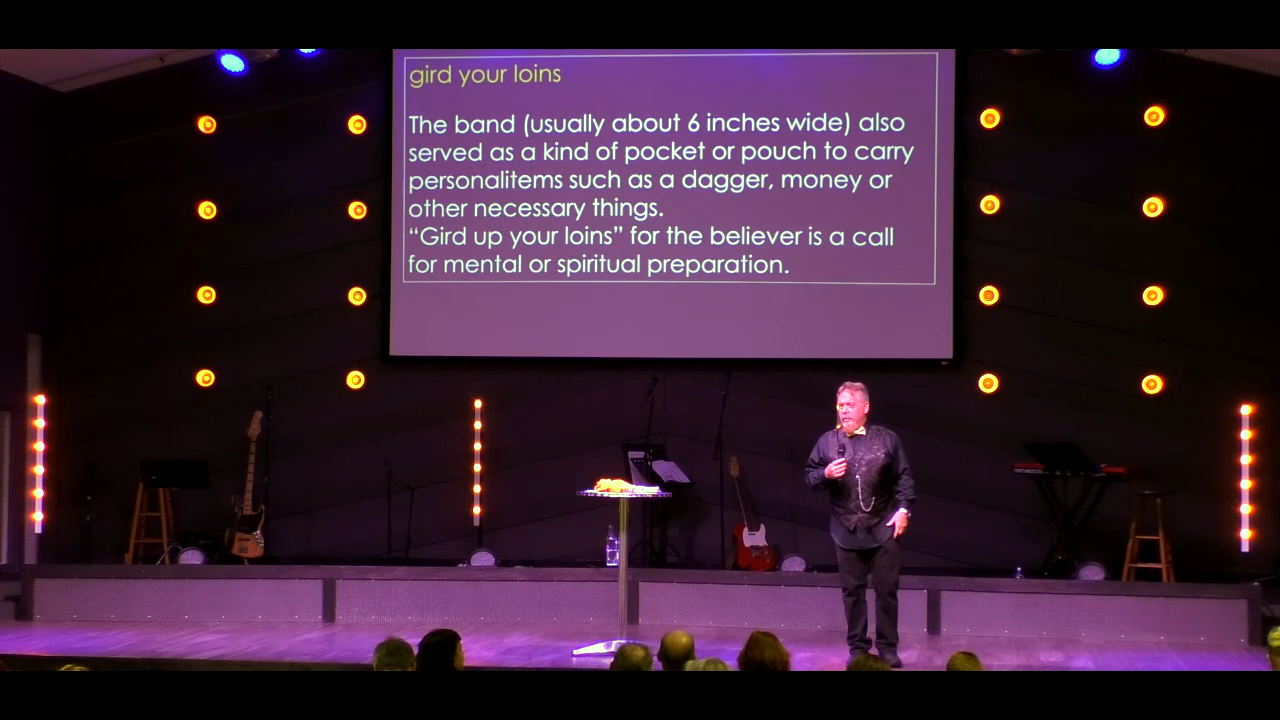 gird your loins
The band (usually about 6 inches wide) also
served as a kind of pocket or pouch to carry
personalitems such as a dagger, money or
other necessary things.
“Gird up your loins” for the believer is a call
for mental or spiritual preparation.